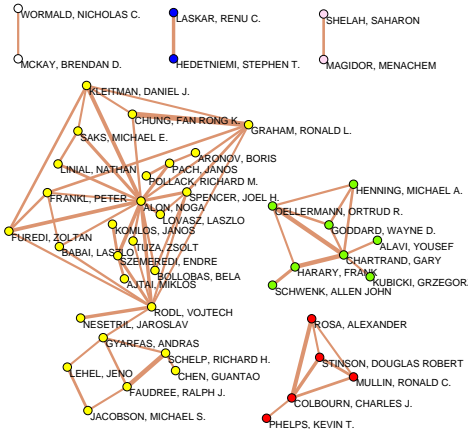 WORMALD, NICHOLAS C.
LASKAR, RENU C.
SHELAH, SAHARON
MCKAY, BRENDAN D.
HEDETNIEMI, STEPHEN T.
MAGIDOR, MENACHEM
KLEITMAN, DANIEL J.
CHUNG, FAN RONG K.
GRAHAM, RONALD L.
SAKS, MICHAEL E.
ARONOV, BORIS
LINIAL, NATHAN
PACH, JANOS
POLLACK, RICHARD M.
HENNING, MICHAEL A.
FRANKL, PETER
SPENCER, JOEL H.
ALON, NOGA
OELLERMANN, ORTRUD R.
LOVASZ, LASZLO
GODDARD, WAYNE D.
KOMLOS, JANOS
FUREDI, ZOLTAN
TUZA, ZSOLT
ALAVI, YOUSEF
BABAI, LASZLO
SZEMEREDI, ENDRE
CHARTRAND, GARY
BOLLOBAS, BELA
HARARY, FRANK
KUBICKI, GRZEGOR
AJTAI, MIKLOS
SCHWENK, ALLEN JOHN
RODL, VOJTECH
NESETRIL, JAROSLAV
ROSA, ALEXANDER
GYARFAS, ANDRAS
SCHELP, RICHARD H.
STINSON, DOUGLAS ROBERT
LEHEL, JENO
CHEN, GUANTAO
MULLIN, RONALD C.
FAUDREE, RALPH J.
COLBOURN, CHARLES J.
JACOBSON, MICHAEL S.
PHELPS, KEVIN T.